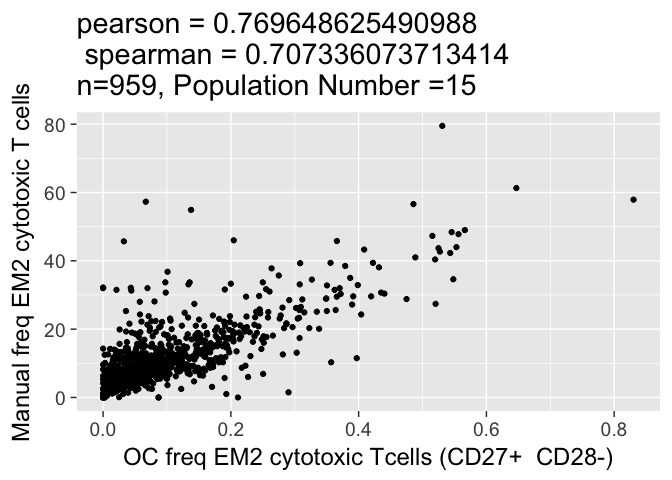 pearson = 0.769648625490988
spearman = 0.707336073713414
n=959, Population Number =15
Manual freq EM2 cytotoxic T cells
80
60
40
20
0
0.0 0.2 0.4 0.6 0.8
OC freq EM2 cytotoxic Tcells (CD27+  CD28-)